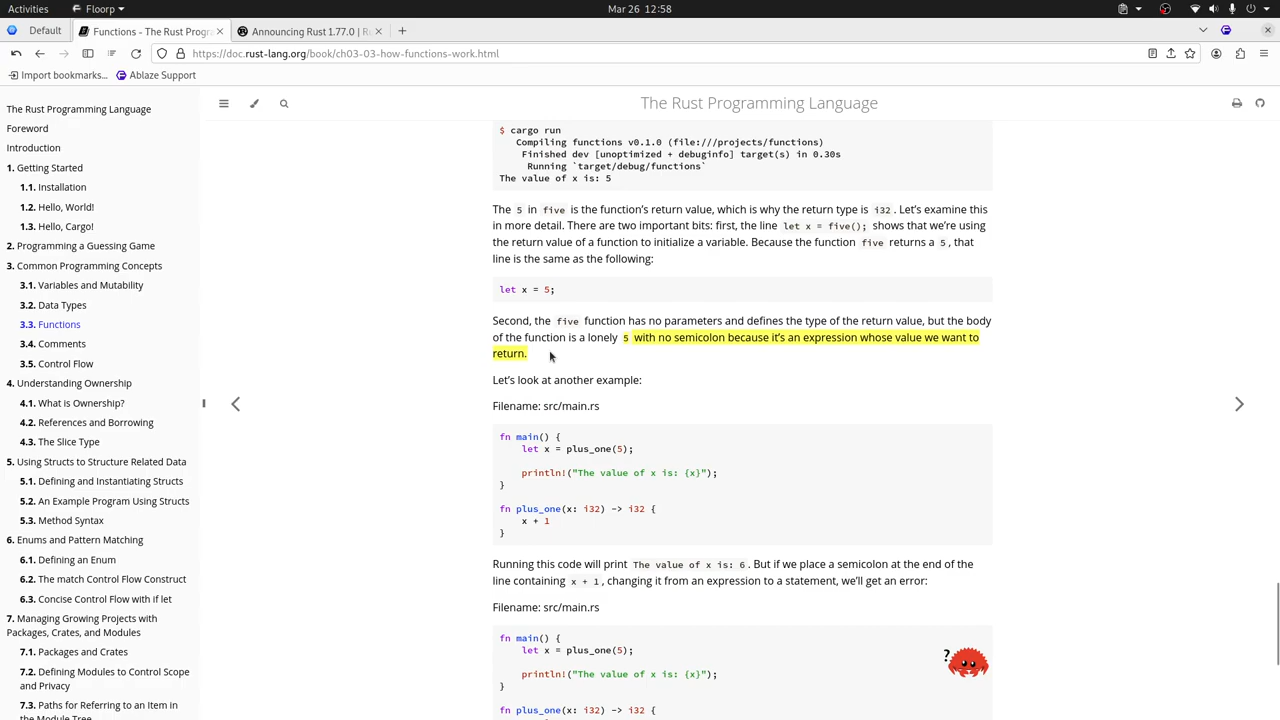 Activities
Floorp
Mar 26 12:58
Default
Functions - The Rust Progra
Announcing Rust 1.77.0 | Ru
https://doc.rust-lang.org/book/ch03-03-how-functions-work.html
Import bookmarks...
Ablaze Support
The Rust Programming Language
Foreword
Introduction
1. Getting Started
1.1. Installation
1.2. Hello, World!
1.3. Hello, Cargo!
2. Programming a Guessing Game
3. Common Programming Concepts
3.1. Variables and Mutability
3.2. Data Types
3.3. Functions
3.4. Comments
3.5. Control Flow
4. Understanding Ownership
4.1. What is Ownership?
4.2. References and Borrowing
4.3. The Slice Type
5. Using Structs to Structure Related Data
5.1. Defining and Instantiating Structs
5.2. An Example Program Using Structs
5.3. Method Syntax
6. Enums and Pattern Matching
6.1. Defining an Enum
6.2. The match Control Flow Construct
6.3. Concise Control Flow with if let
7. Managing Growing Projects with
Packages, Crates, and Modules
7.1. Packages and Crates
7.2. Defining Modules to Control Scope
and Privacy
7.3. Paths for Referring to an Item in
the Module Tree
The Rust Programming Language
$ cargo run
Compiling functions v0.1.0 (file:///projects/functions)
Finished dev [unoptimized + debuginfo] target(s) in 0.30s
Running `target/debug/functions`
The value of x is: 5
The 5 in five is the function’s return value, which is why the return type is i32. Let’s examine this
in more detail. There are two important bits: first, the line let x = five(); shows that we’re using
the return value of a function to initialize a variable. Because the function five returns a 5, that
line is the same as the following:
let x = 5;
Second, the five function has no parameters and defines the type of the return value, but the body
of the function is a lonely 5 with no semicolon because it’s an expression whose value we want to
return.
Let’s look at another example:
Filename: src/main.rs
fn main() {
let x = plus_one(5);
println!("The value of x is: {x}");
}
fn plus_one(x: i32) -> i32 {
x + 1
}
Running this code will print The value of x is: 6. But if we place a semicolon at the end of the
line containing x + 1, changing it from an expression to a statement, we’ll get an error:
Filename: src/main.rs
fn main() {
let x = plus_one(5);
?
println!("The value of x is: {x}");
}
fn plus_one(x: i32) -> i32 {